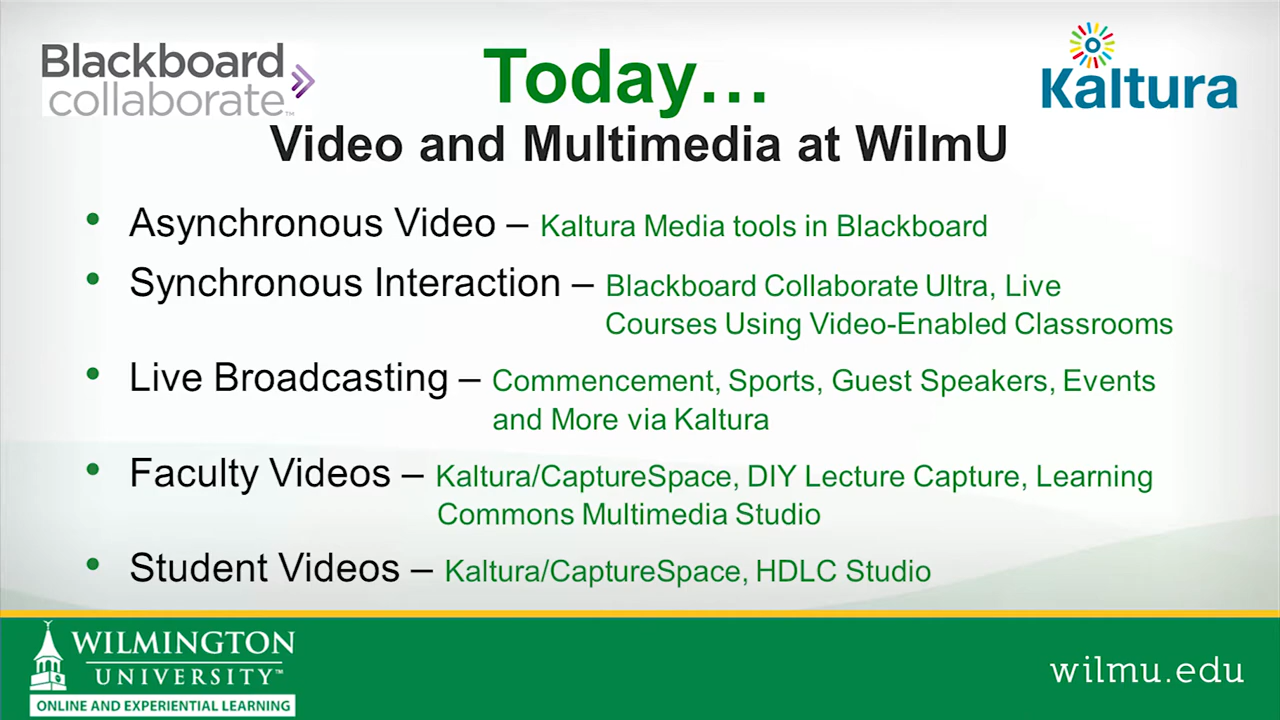 Blackboard
collaborate™
Today…
Kaltura
Video and Multimedia at WilmU
• Asynchronous Video – Kaltura Media tools in Blackboard
• Synchronous Interaction – Blackboard Collaborate Ultra, Live
Courses Using Video-Enabled Classrooms
• Live Broadcasting – Commencement, Sports, Guest Speakers, Events
and More via Kaltura
• Faculty Videos – Kaltura/CaptureSpace, DIY Lecture Capture, Learning
Commons Multimedia Studio
• Student Videos – Kaltura/CaptureSpace, HDLC Studio
WILMINGTON
UNIVERSITY™
ONLINE AND EXPERIENTIAL LEARNING
wilmu.edu